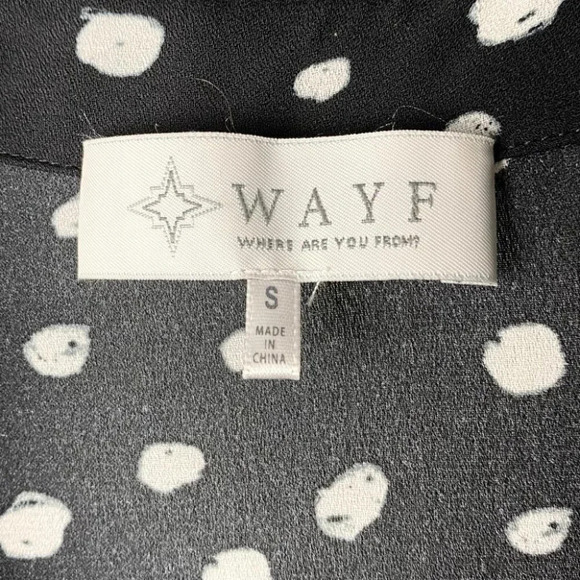 WAYF
WHERE ARE YOU FROM?
S
MADE
IN
CHINA